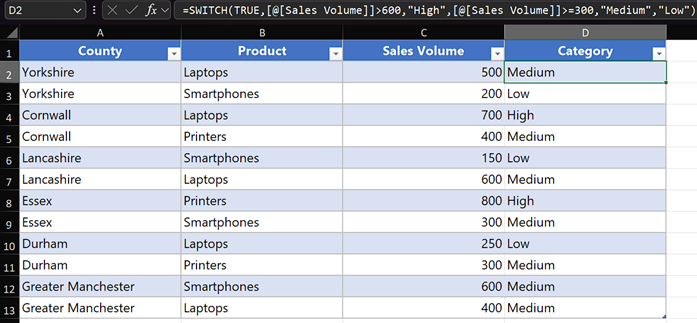 D2 fx =SWITCH(TRUE,[@[Sales Volume]]>600,"High",[@[Sales Volume]]>=300,"Medium","Low")
A B C D
1 County Product Sales Volume Category
2 Yorkshire Laptops 500 Medium
3 Yorkshire Smartphones 200 Low
4 Cornwall Laptops 700 High
5 Cornwall Printers 400 Medium
6 Lancashire Smartphones 150 Low
7 Lancashire Laptops 600 Medium
8 Essex Printers 800 High
9 Essex Smartphones 300 Medium
10 Durham Laptops 250 Low
11 Durham Printers 300 Medium
12 Greater Manchester Smartphones 600 Medium
13 Greater Manchester Laptops 400 Medium